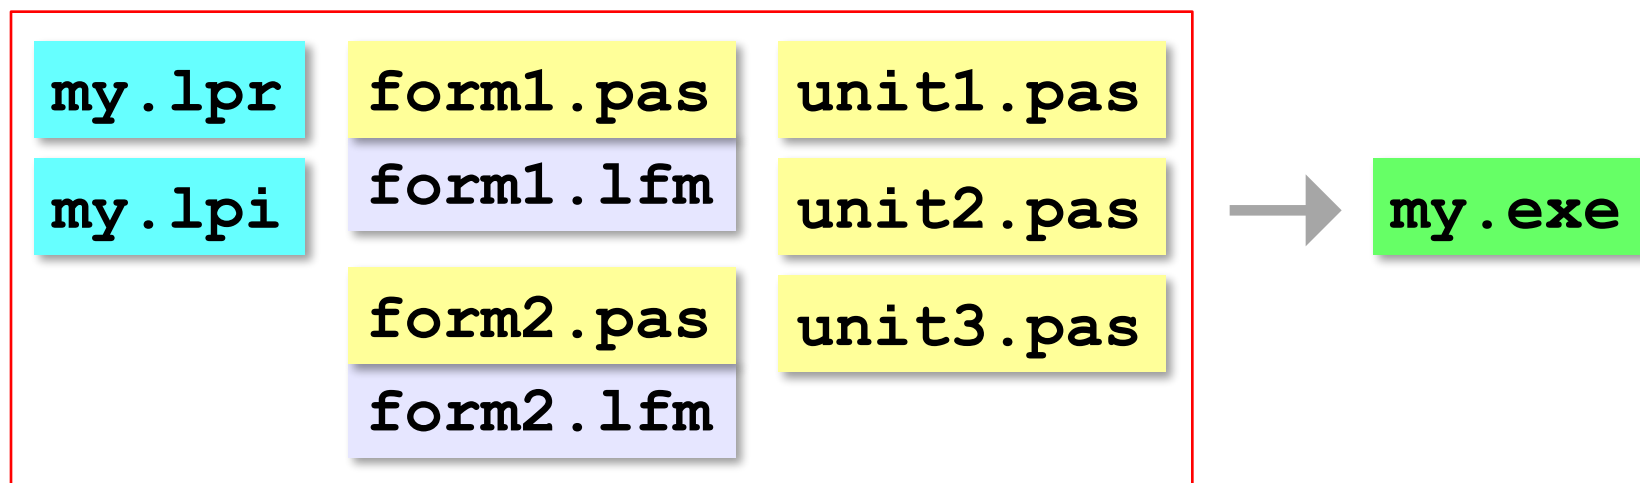 my.lpr
my.lpi
form1.pas
form1.lfm
form2.pas
form2.lfm
unit1.pas
unit2.pas
unit3.pas
my.exe